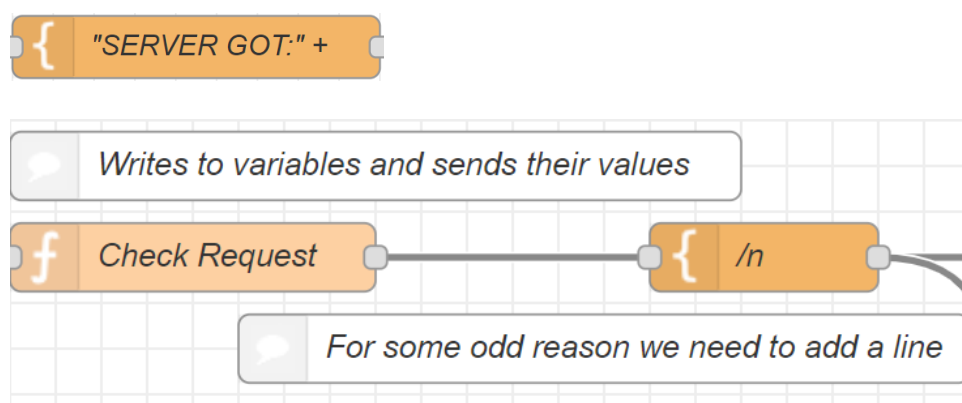 "SERVER GOT:" +
Writes to variables and sends their values
Check Request
/n
For some odd reason we need to add a line